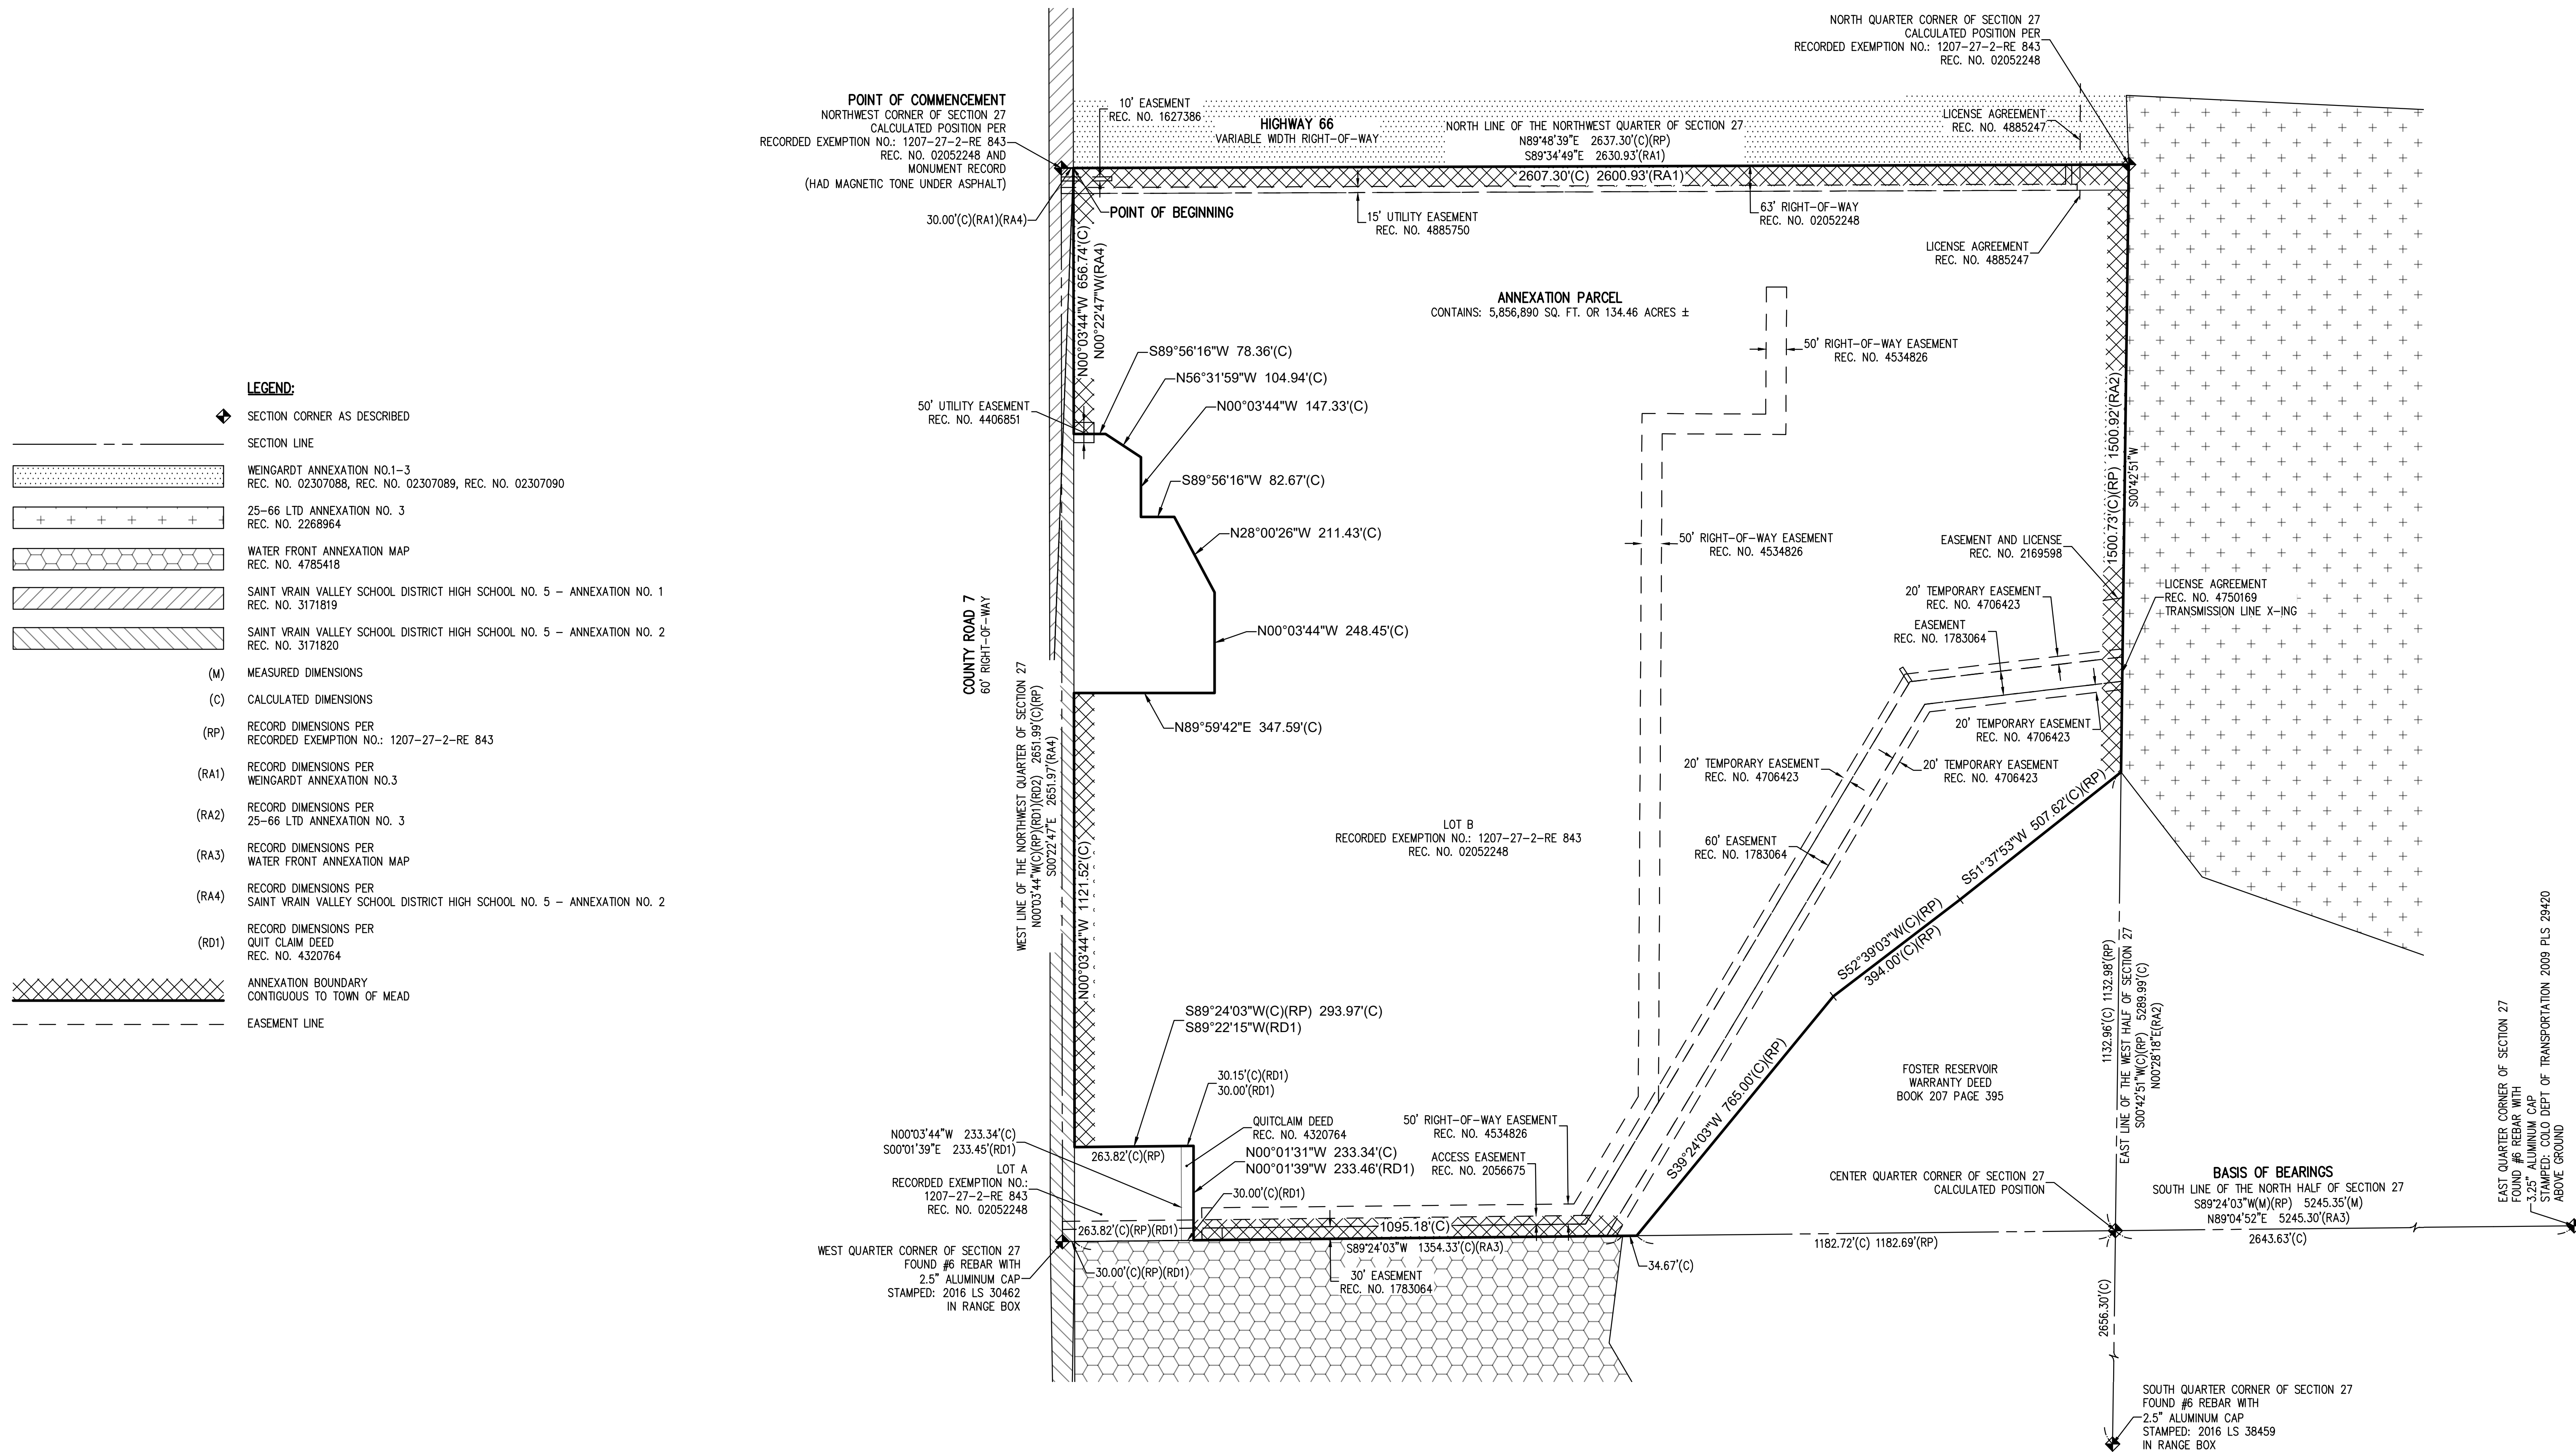 NORTH QUARTER CORNER OF SECTION 27
CALCULATED POSITION PER
RECORDED EXEMPTION NO.: 1207-27-2-RE 843
REC. NO. 02052248
POINT OF COMMENCEMENT
NORTHWEST CORNER OF SECTION 27
CALCULATED POSITION PER
RECORDED EXEMPTION NO.: 1207-27-2-RE 843
REC. NO. 02052248 AND
MONUMENT RECORD
(HAD MAGNETIC TONE UNDER ASPHALT)
10' EASEMENT
REC. NO. 1627386
HIGHWAY 66
VARIABLE WIDTH RIGHT-OF-WAY
NORTH LINE OF THE NORTHWEST QUARTER OF SECTION 27
N89°48'39"E 2637.30'(C)(RP)
S89°34'49"E 2630.93'(RA1)
LICENSE AGREEMENT
REC. NO. 4885247
2607.30'(C) 2600.93'(RA1)
30.00'(C)(RA1)(RA4)
POINT OF BEGINNING
15' UTILITY EASEMENT
REC. NO. 4885750
63' RIGHT-OF-WAY
REC. NO. 02052248
LICENSE AGREEMENT
REC. NO. 4885247
N00°03'44"W 656.74'(C)
N00°22'47"W(RA4)
ANNEXATION PARCEL
CONTAINS: 5,856,890 SQ. FT. OR 134.46 ACRES ±
S89°56'16"W 78.36'(C)
N56°31'59"W 104.94'(C)
N00°03'44"W 147.33'(C)
S89°56'16"W 82.67'(C)
N28°00'26"W 211.43'(C)
N00°03'44"W 248.45'(C)
N89°59'42"E 347.59'(C)
50' UTILITY EASEMENT
REC. NO. 4406851
50' RIGHT-OF-WAY EASEMENT
REC. NO. 4534826
50' RIGHT-OF-WAY EASEMENT
REC. NO. 4534826
1500.73'(C)(RP) 1500.92'(RA2)
S00°42'51"W
EASEMENT AND LICENSE
REC. NO. 2169598
20' TEMPORARY EASEMENT
REC. NO. 4706423
EASEMENT
REC. NO. 1783064
LICENSE AGREEMENT
REC. NO. 4750169
TRANSMISSION LINE X-ING
20' TEMPORARY EASEMENT
REC. NO. 4706423
20' TEMPORARY EASEMENT
REC. NO. 4706423
20' TEMPORARY EASEMENT
REC. NO. 4706423
60' EASEMENT
REC. NO. 1783064
LEGEND:
SECTION CORNER AS DESCRIBED
SECTION LINE
WEINGARDT ANNEXATION NO.1-3
REC. NO. 02307088, REC. NO. 02307089, REC. NO. 02307090
25-66 LTD ANNEXATION NO. 3
REC. NO. 2268964
WATER FRONT ANNEXATION MAP
REC. NO. 4785418
SAINT VRAIN VALLEY SCHOOL DISTRICT HIGH SCHOOL NO. 5 - ANNEXATION NO. 1
REC. NO. 3171819
SAINT VRAIN VALLEY SCHOOL DISTRICT HIGH SCHOOL NO. 5 - ANNEXATION NO. 2
REC. NO. 3171820
(M) MEASURED DIMENSIONS
(C) CALCULATED DIMENSIONS
(RP) RECORD DIMENSIONS PER
RECORDED EXEMPTION NO.: 1207-27-2-RE 843
(RA1) RECORD DIMENSIONS PER
WEINGARDT ANNEXATION NO.3
(RA2) RECORD DIMENSIONS PER
25-66 LTD ANNEXATION NO. 3
(RA3) RECORD DIMENSIONS PER
WATER FRONT ANNEXATION MAP
(RA4) RECORD DIMENSIONS PER
SAINT VRAIN VALLEY SCHOOL DISTRICT HIGH SCHOOL NO. 5 - ANNEXATION NO. 2
(RD1) RECORD DIMENSIONS PER
QUIT CLAIM DEED
REC. NO. 4320764
ANNEXATION BOUNDARY
CONTIGUOUS TO TOWN OF MEAD
EASEMENT LINE
COUNTY ROAD 7
60' RIGHT-OF-WAY
WEST LINE OF THE NORTHWEST QUARTER OF SECTION 27
N00°03'44"W(C)(RP)(RD1)(RD2) 2651.99'(C)(RP)
S00°22'47"E 2651.97'(RA4)
N00°03'44"W 1121.52'(C)
LOT B
RECORDED EXEMPTION NO.: 1207-27-2-RE 843
REC. NO. 02052248
S51°37'53"W 507.62'(C)(RP)
S52°39'03"W(C)(RP)
394.00'(C)(RP)
S39°24'03"W 765.00'(C)(RP)
S89°24'03"W(C)(RP) 293.97'(C)
S89°22'15"W(RD1)
30.15'(C)(RD1)
30.00'(RD1)
263.82'(C)(RP)
N00°03'44"W 233.34'(C)
S00°01'39"E 233.45'(RD1)
LOT A
RECORDED EXEMPTION NO.:
1207-27-2-RE 843
REC. NO. 02052248
QUITCLAIM DEED
REC. NO. 4320764
N00°01'31"W 233.34'(C)
N00°01'39"W 233.46'(RD1)
30.00'(C)(RD1)
263.82'(C)(RP)(RD1)
50' RIGHT-OF-WAY EASEMENT
REC. NO. 4534826
ACCESS EASEMENT
REC. NO. 2056675
1095.18'(C)
S89°24'03"W 1354.33'(C)(RA3)
30' EASEMENT
REC. NO. 1783064
30.00'(C)(RP)(RD1)
34.67'(C)
WEST QUARTER CORNER OF SECTION 27
FOUND #6 REBAR WITH
2.5" ALUMINUM CAP
STAMPED: 2016 LS 30462
IN RANGE BOX
FOSTER RESERVOIR
WARRANTY DEED
BOOK 207 PAGE 395
1132.96'(C) 1132.98'(RP)
EAST LINE OF THE WEST HALF OF SECTION 27
S00°42'51"W(C)(RP) 5289.99'(C)
N00°28'18"E(RA2)
CENTER QUARTER CORNER OF SECTION 27
CALCULATED POSITION
1182.72'(C) 1182.69'(RP)
BASIS OF BEARINGS
SOUTH LINE OF THE NORTH HALF OF SECTION 27
S89°24'03"W(M)(RP) 5245.35'(M)
N89°04'52"E 5245.30'(RA3)
2643.63'(C)
EAST QUARTER CORNER OF SECTION 27
FOUND #6 REBAR WITH
3.25" ALUMINUM CAP
STAMPED: COLO DEPT OF TRANSPORTATION 2009 PLS 29420
ABOVE GROUND
2656.30'(C)
SOUTH QUARTER CORNER OF SECTION 27
FOUND #6 REBAR WITH
2.5" ALUMINUM CAP
STAMPED: 2016 LS 38459
IN RANGE BOX